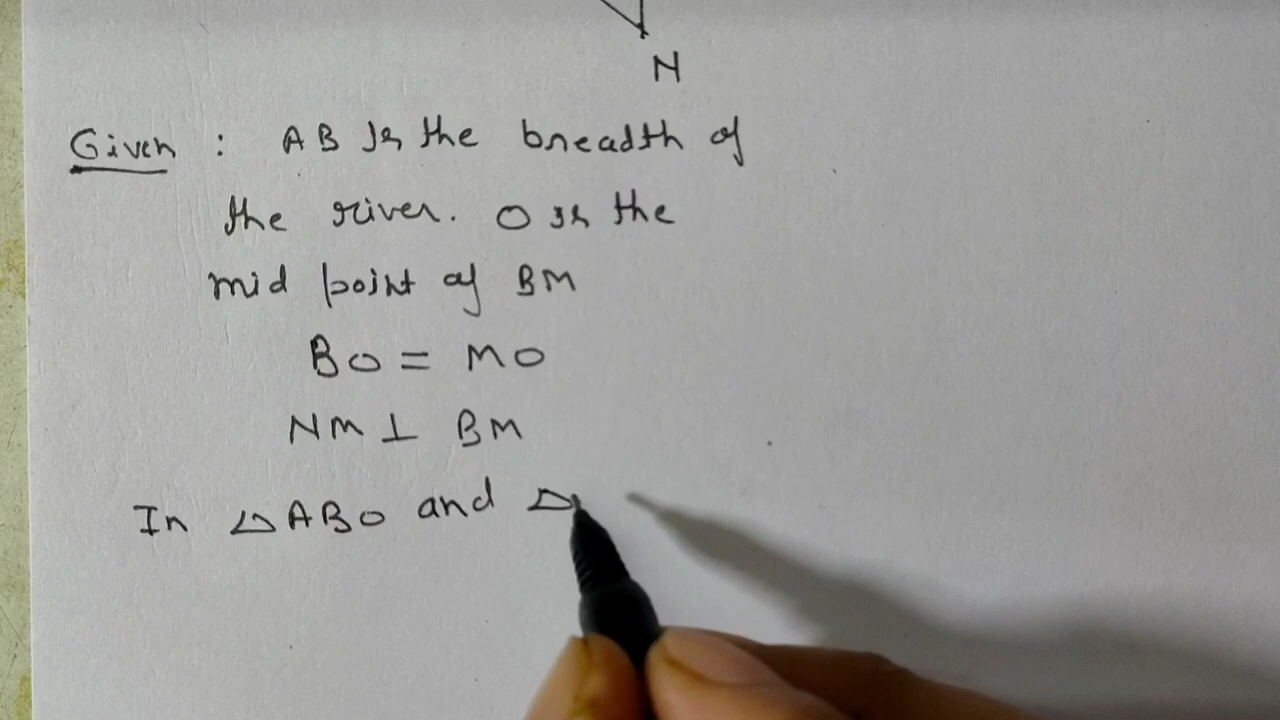 N
Given : AB is the breadth of
the river. O is the
mid point of BM
BO = MO
NM ⊥ BM
In △ABO and △